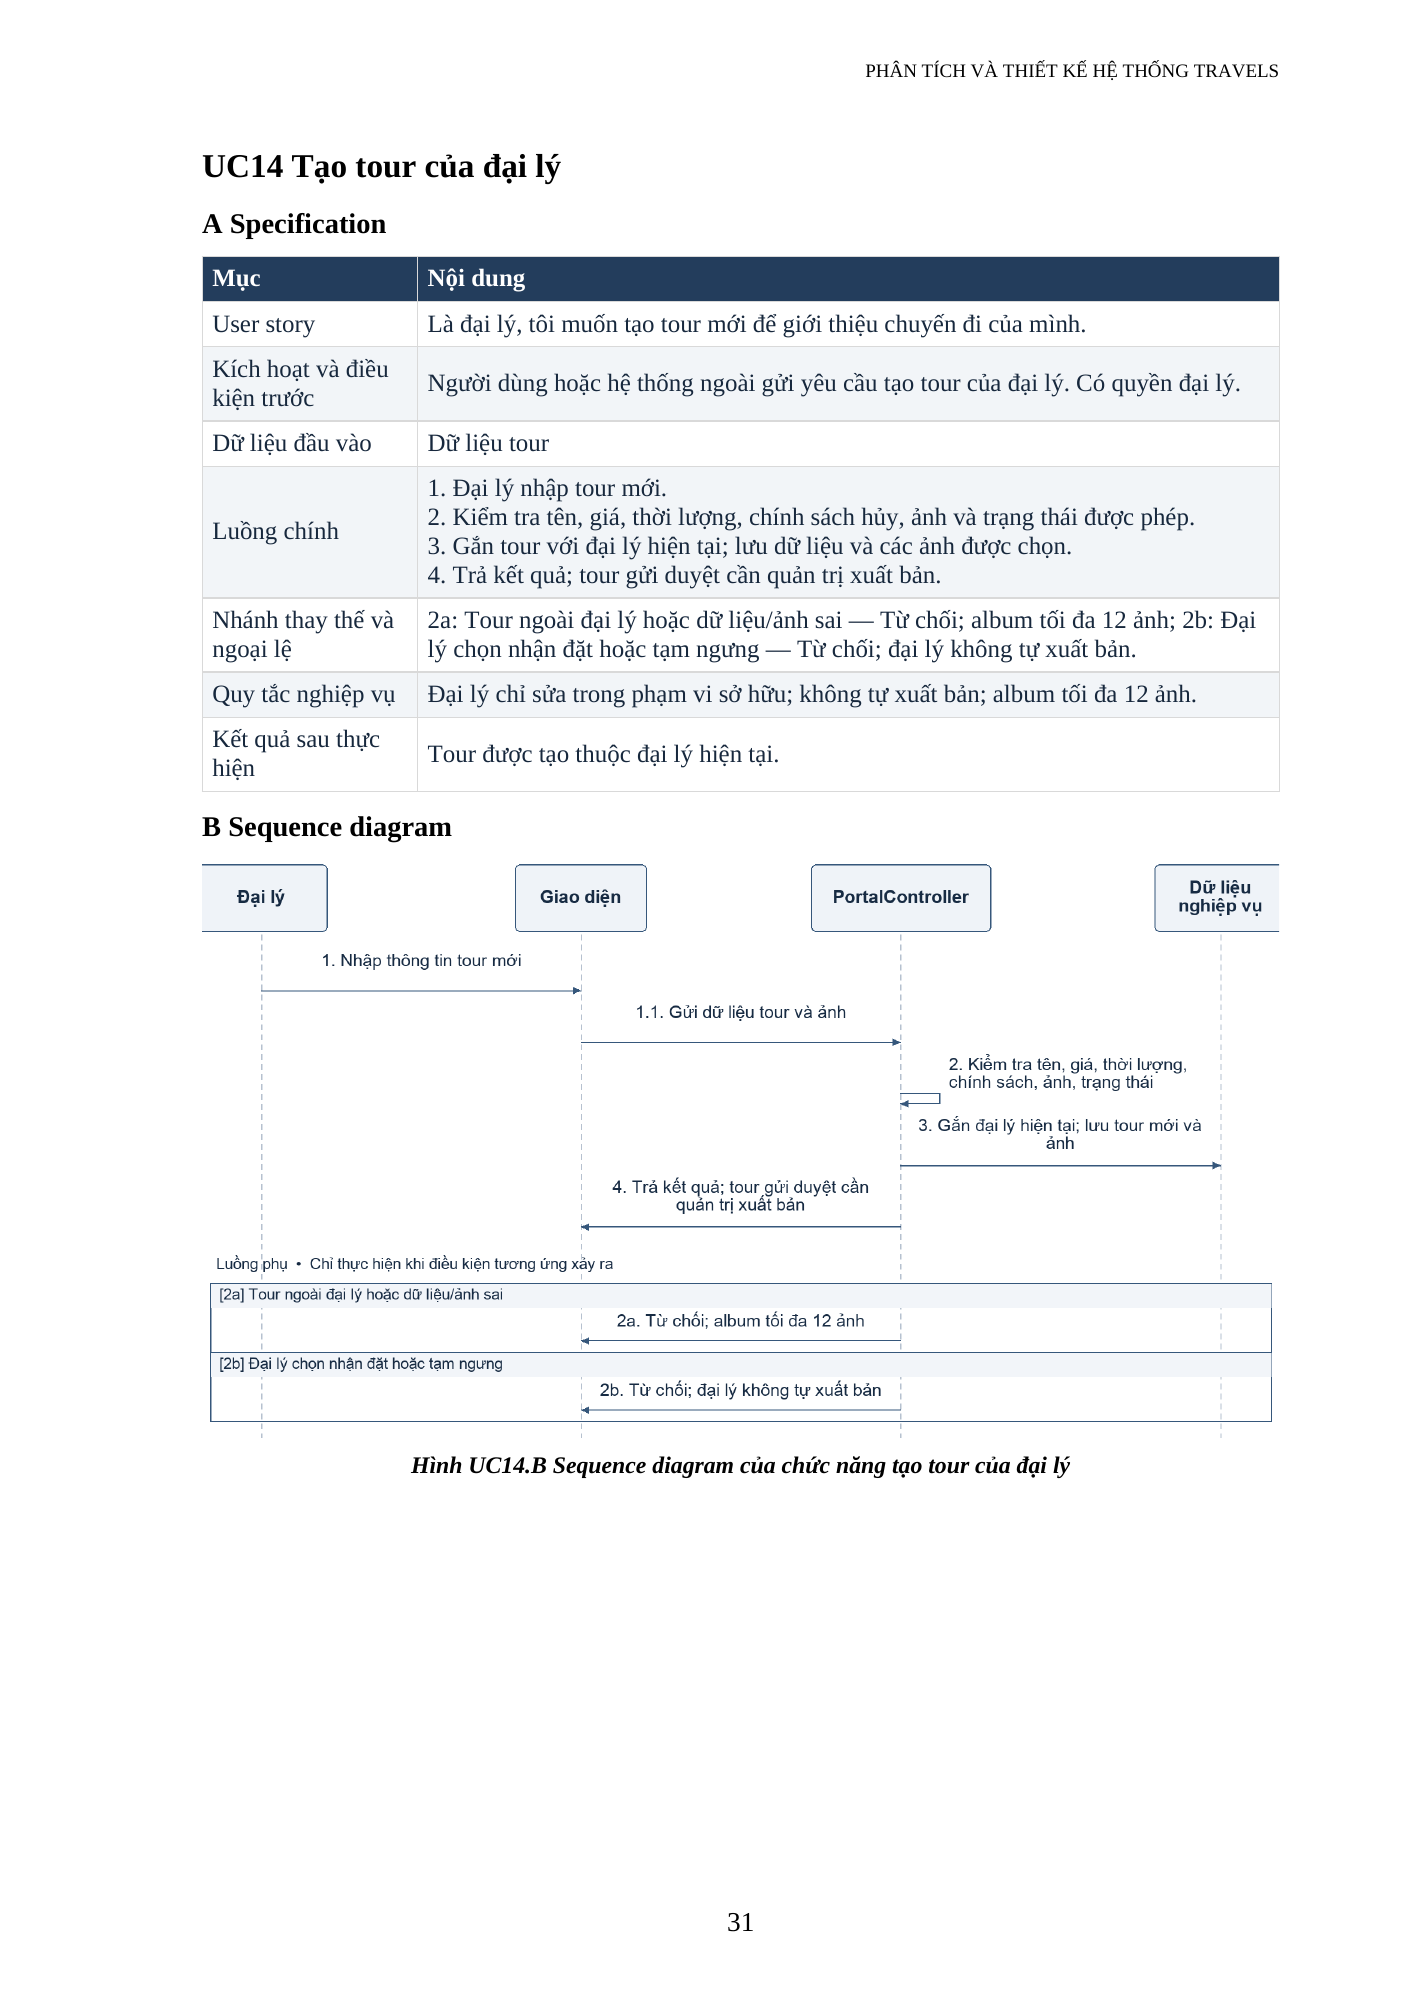 PHÂN TÍCH VÀ THIẾT KẾ HỆ THỐNG TRAVELS
UC14 Tạo tour của đại lý
A Specification
Mục
Nội dung
User story
Là đại lý, tôi muốn tạo tour mới để giới thiệu chuyến đi của mình.
Kích hoạt và điều
kiện trước
Người dùng hoặc hệ thống ngoài gửi yêu cầu tạo tour của đại lý. Có quyền đại lý.
Dữ liệu đầu vào
Dữ liệu tour
Luồng chính
1. Đại lý nhập tour mới.
2. Kiểm tra tên, giá, thời lượng, chính sách hủy, ảnh và trạng thái được phép.
3. Gắn tour với đại lý hiện tại; lưu dữ liệu và các ảnh được chọn.
4. Trả kết quả; tour gửi duyệt cần quản trị xuất bản.
Nhánh thay thế và
ngoại lệ
2a: Tour ngoài đại lý hoặc dữ liệu/ảnh sai — Từ chối; album tối đa 12 ảnh; 2b: Đại
lý chọn nhận đặt hoặc tạm ngưng — Từ chối; đại lý không tự xuất bản.
Quy tắc nghiệp vụ
Đại lý chỉ sửa trong phạm vi sở hữu; không tự xuất bản; album tối đa 12 ảnh.
Kết quả sau thực
hiện
Tour được tạo thuộc đại lý hiện tại.
B Sequence diagram
Đại lý
Giao diện
PortalController
Dữ liệu
nghiệp vụ
1. Nhập thông tin tour mới
1.1. Gửi dữ liệu tour và ảnh
2. Kiểm tra tên, giá, thời lượng,
chính sách, ảnh, trạng thái
3. Gắn đại lý hiện tại; lưu tour mới và
ảnh
4. Trả kết quả; tour gửi duyệt cần
quản trị xuất bản
Luồng phụ • Chỉ thực hiện khi điều kiện tương ứng xảy ra
[2a] Tour ngoài đại lý hoặc dữ liệu/ảnh sai
2a. Từ chối; album tối đa 12 ảnh
[2b] Đại lý chọn nhận đặt hoặc tạm ngưng
2b. Từ chối; đại lý không tự xuất bản
Hình UC14.B Sequence diagram của chức năng tạo tour của đại lý
31